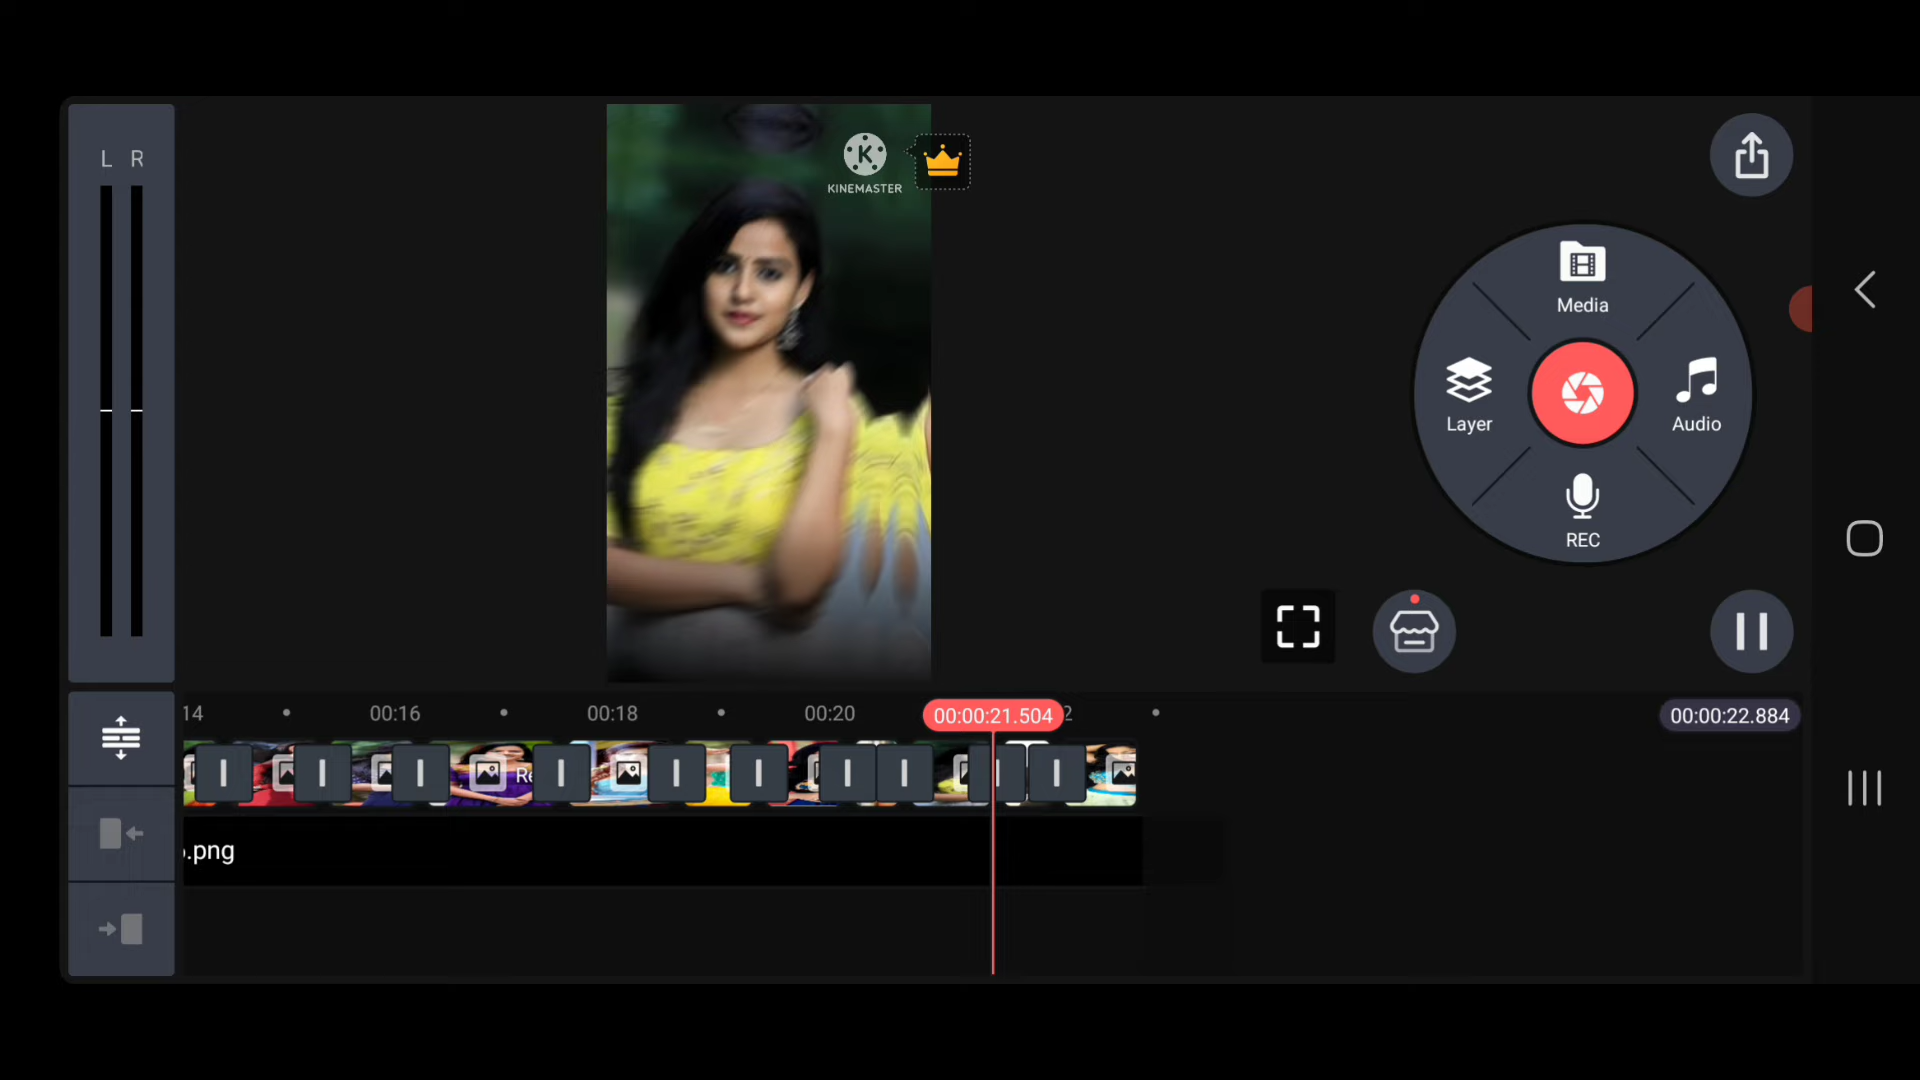 L R
KINEMASTER
Media
Layer
Audio
REC
14
00:16
00:18
00:20
00:00:21.504
2
00:00:22.884
Re
.png